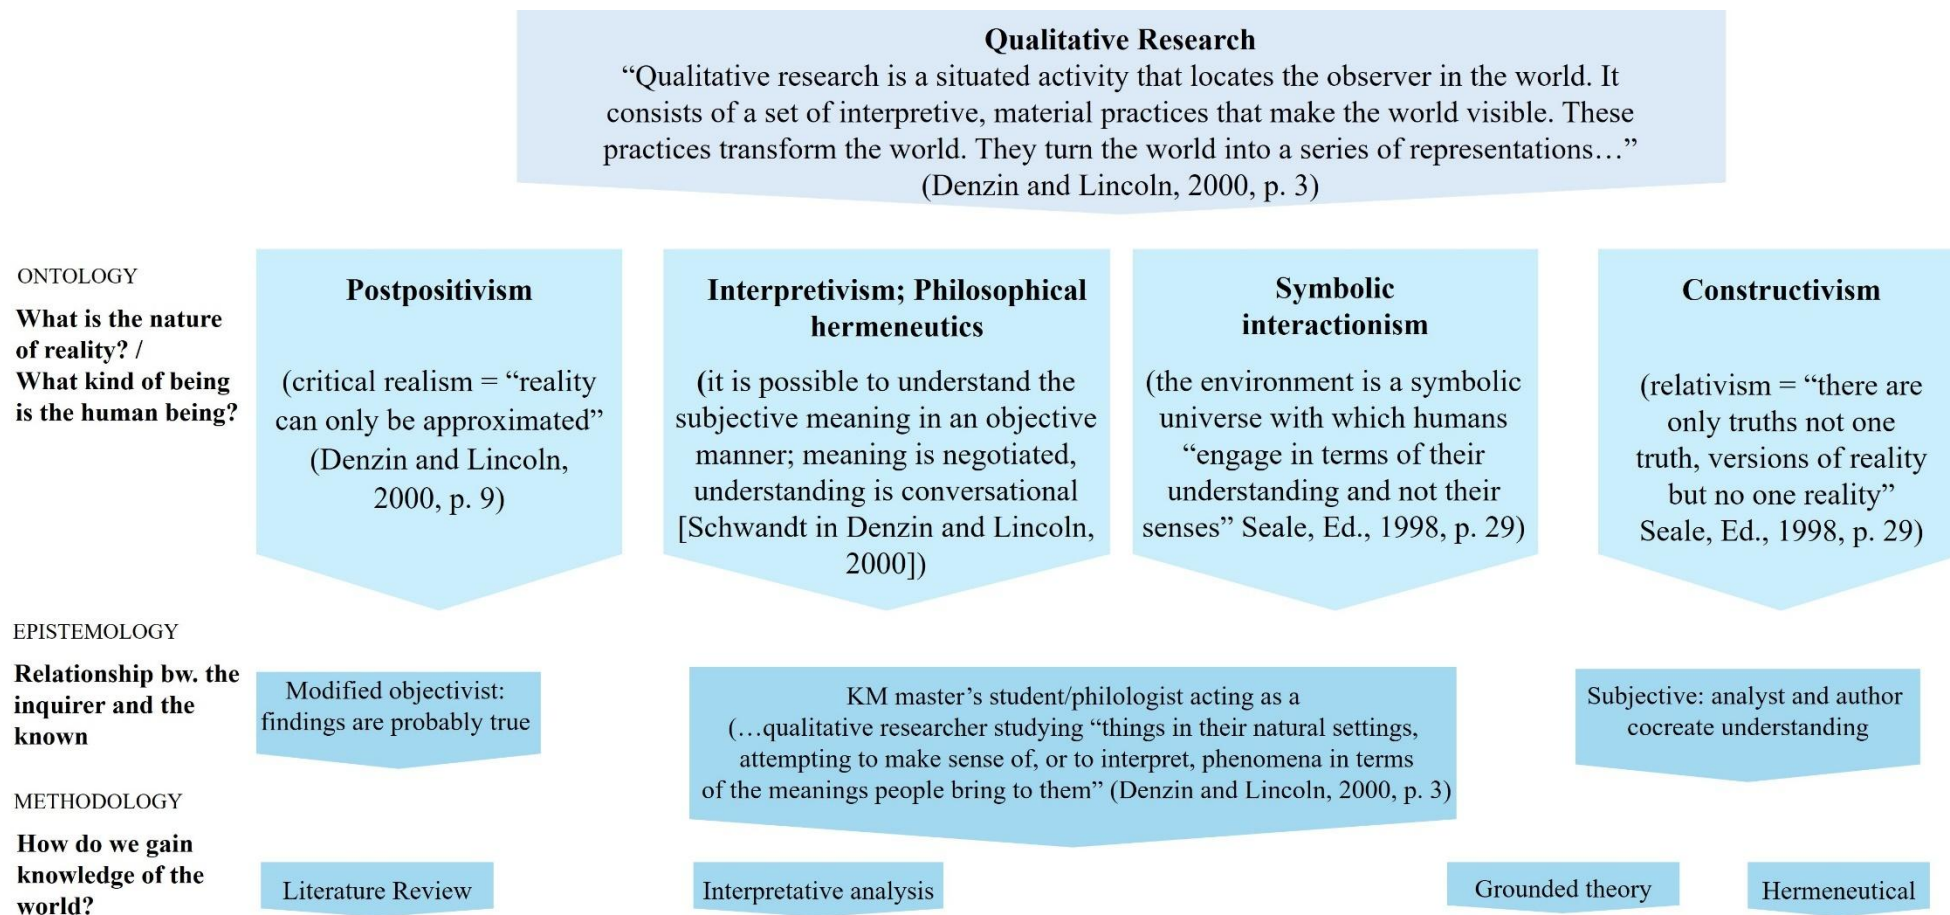 Qualitative Research
“Qualitative research is a situated activity that locates the observer in the world. It
consists of a set of interpretive, material practices that make the world visible. These
practices transform the world. They turn the world into a series of representations…”
(Denzin and Lincoln, 2000, p. 3)
ONTOLOGY
What is the nature
of reality? /
What kind of being
is the human being?
Postpositivism
(critical realism = “reality
can only be approximated”
(Denzin and Lincoln,
2000, p. 9)
Interpretivism; Philosophical
hermeneutics
(it is possible to understand the
subjective meaning in an objective
manner; meaning is negotiated,
understanding is conversational
[Schwandt in Denzin and Lincoln,
2000])
Symbolic
interactionism
(the environment is a symbolic
universe with which humans
“engage in terms of their
understanding and not their
senses” Seale, Ed., 1998, p. 29)
Constructivism
(relativism = “there are
only truths not one
truth, versions of reality
but no one reality”
Seale, Ed., 1998, p. 29)
EPISTEMOLOGY
Relationship bw. the
inquirer and the
known
Modified objectivist:
findings are probably true
KM master’s student/philologist acting as a
(…qualitative researcher studying “things in their natural settings,
attempting to make sense of, or to interpret, phenomena in terms
of the meanings people bring to them” (Denzin and Lincoln, 2000, p. 3)
Subjective: analyst and author
cocreate understanding
METHODOLOGY
How do we gain
knowledge of the
world?
Literature Review
Interpretative analysis
Grounded theory
Hermeneutical